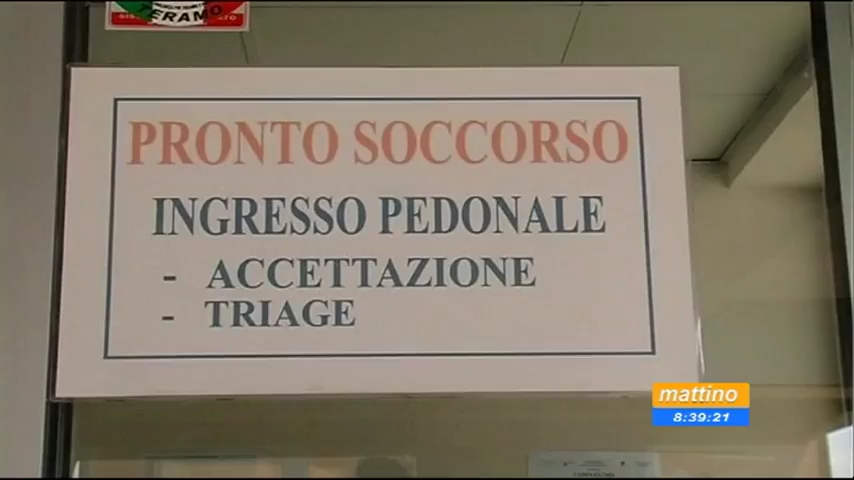 TERAMO
PRONTO SOCCORSO
INGRESSO PEDONALE
- ACCETTAZIONE
- TRIAGE
mattino
8:39:21